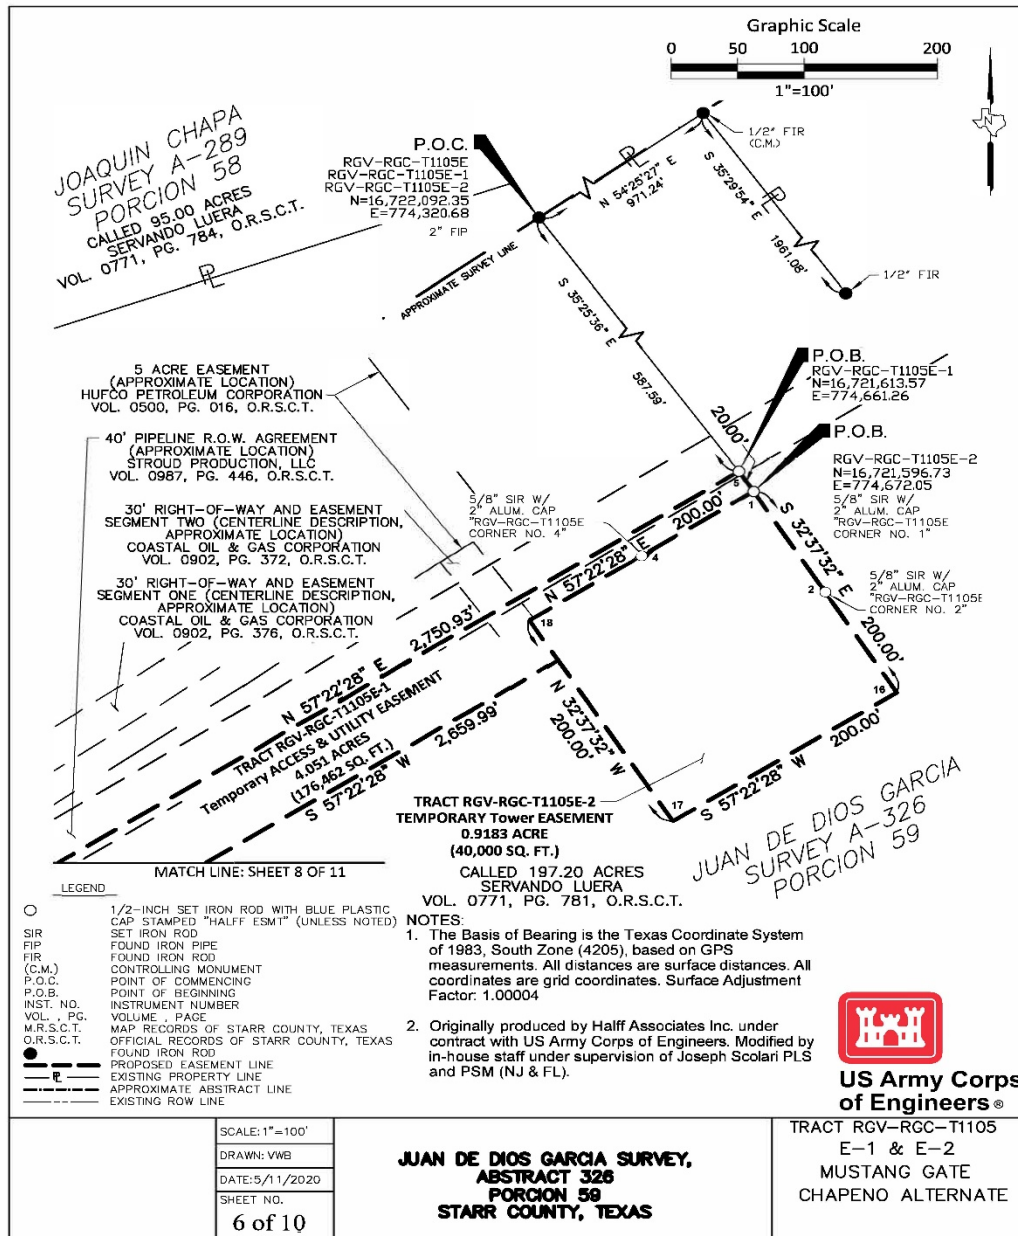 Graphic Scale
0 50 100 200
1"=100'
N
JOAQUIN CHAPA
SURVEY A-289
PORCION 58
CALLED 95.00 ACRES
SERVANDO LUERA
VOL. 0771, PG. 784, O.R.S.C.T.
P.O.C.
RGV-RGC-T1105E
RGV-RGC-T1105E-1
RGV-RGC-T1105E-2
N=16,722,092.35
E=774,320.68
2" FIP
1/2" FIR
(C.M.)
N 54°25'27" E
971.24'
S 35°29'54" E
1961.08'
1/2" FIR
APPROXIMATE SURVEY LINE
S 35°25'36" E
587.59'
P.O.B.
RGV-RGC-T1105E-1
N=16,721,613.57
E=774,661.26
20.00'
P.O.B.
RGV-RGC-T1105E-2
N=16,721,596.73
E=774,672.05
5/8" SIR W/
2" ALUM. CAP
"RGV-RGC-T1105E
CORNER NO. 1"
5 ACRE EASEMENT
(APPROXIMATE LOCATION)
HUFCO PETROLEUM CORPORATION
VOL. 0500, PG. 016, O.R.S.C.T.
40' PIPELINE R.O.W. AGREEMENT
(APPROXIMATE LOCATION)
STROUD PRODUCTION, LLC
VOL. 0987, PG. 446, O.R.S.C.T.
30' RIGHT-OF-WAY AND EASEMENT
SEGMENT TWO (CENTERLINE DESCRIPTION,
APPROXIMATE LOCATION)
COASTAL OIL & GAS CORPORATION
VOL. 0902, PG. 372, O.R.S.C.T.
30' RIGHT-OF-WAY AND EASEMENT
SEGMENT ONE (CENTERLINE DESCRIPTION,
APPROXIMATE LOCATION)
COASTAL OIL & GAS CORPORATION
VOL. 0902, PG. 376, O.R.S.C.T.
5/8" SIR W/
2" ALUM. CAP
"RGV-RGC-T1105E
CORNER NO. 4"
5
1
4
18
2
16
17
N 57°22'28" E 200.00'
S 32°37'32" E 200.00'
5/8" SIR W/
2" ALUM. CAP
"RGV-RGC-T1105E
CORNER NO. 2"
N 57°22'28" E 2,750.93'
TRACT RGV-RGC-T1105E-1
Temporary ACCESS & UTILITY EASEMENT
4.051 ACRES
(176,462 SQ. FT.)
S 57°22'28" W 2,659.99'
N 32°37'32" W
200.00'
S 57°22'28" W 200.00'
TRACT RGV-RGC-T1105E-2
TEMPORARY Tower EASEMENT
0.9183 ACRE
(40,000 SQ. FT.)
CALLED 197.20 ACRES
SERVANDO LUERA
VOL. 0771, PG. 781, O.R.S.C.T.
JUAN DE DIOS GARCIA
SURVEY A-326
PORCION 59
MATCH LINE: SHEET 8 OF 11
LEGEND
1/2-INCH SET IRON ROD WITH BLUE PLASTIC
CAP STAMPED "HALFF ESMT" (UNLESS NOTED)
SIR SET IRON ROD
FIP FOUND IRON PIPE
FIR FOUND IRON ROD
(C.M.) CONTROLLING MONUMENT
P.O.C. POINT OF COMMENCING
P.O.B. POINT OF BEGINNING
INST. NO. INSTRUMENT NUMBER
VOL. , PG. VOLUME , PAGE
M.R.S.C.T. MAP RECORDS OF STARR COUNTY, TEXAS
O.R.S.C.T. OFFICIAL RECORDS OF STARR COUNTY, TEXAS
FOUND IRON ROD
PROPOSED EASEMENT LINE
PL EXISTING PROPERTY LINE
APPROXIMATE ABSTRACT LINE
EXISTING ROW LINE
NOTES:
1. The Basis of Bearing is the Texas Coordinate System
of 1983, South Zone (4205), based on GPS
measurements. All distances are surface distances. All
coordinates are grid coordinates. Surface Adjustment
Factor: 1.00004
2. Originally produced by Halff Associates Inc. under
contract with US Army Corps of Engineers. Modified by
in-house staff under supervision of Joseph Scolari PLS
and PSM (NJ & FL).
US Army Corps
of Engineers ®
SCALE: 1"=100'
DRAWN: VWB
DATE: 5/11/2020
SHEET NO.
6 of 10
JUAN DE DIOS GARCIA SURVEY,
ABSTRACT 326
PORCION 59
STARR COUNTY, TEXAS
TRACT RGV-RGC-T1105
E-1 & E-2
MUSTANG GATE
CHAPENO ALTERNATE